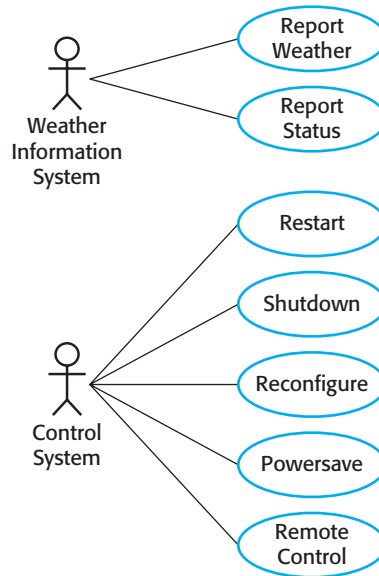 Report
Weather
Report
Status
Weather
Information
System
Restart
Shutdown
Reconfigure
Control
System
Powersave
Remote
Control